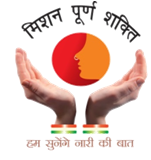 मिशन पूर्ण शक्ति
हम सुनेंगे नारी की बात